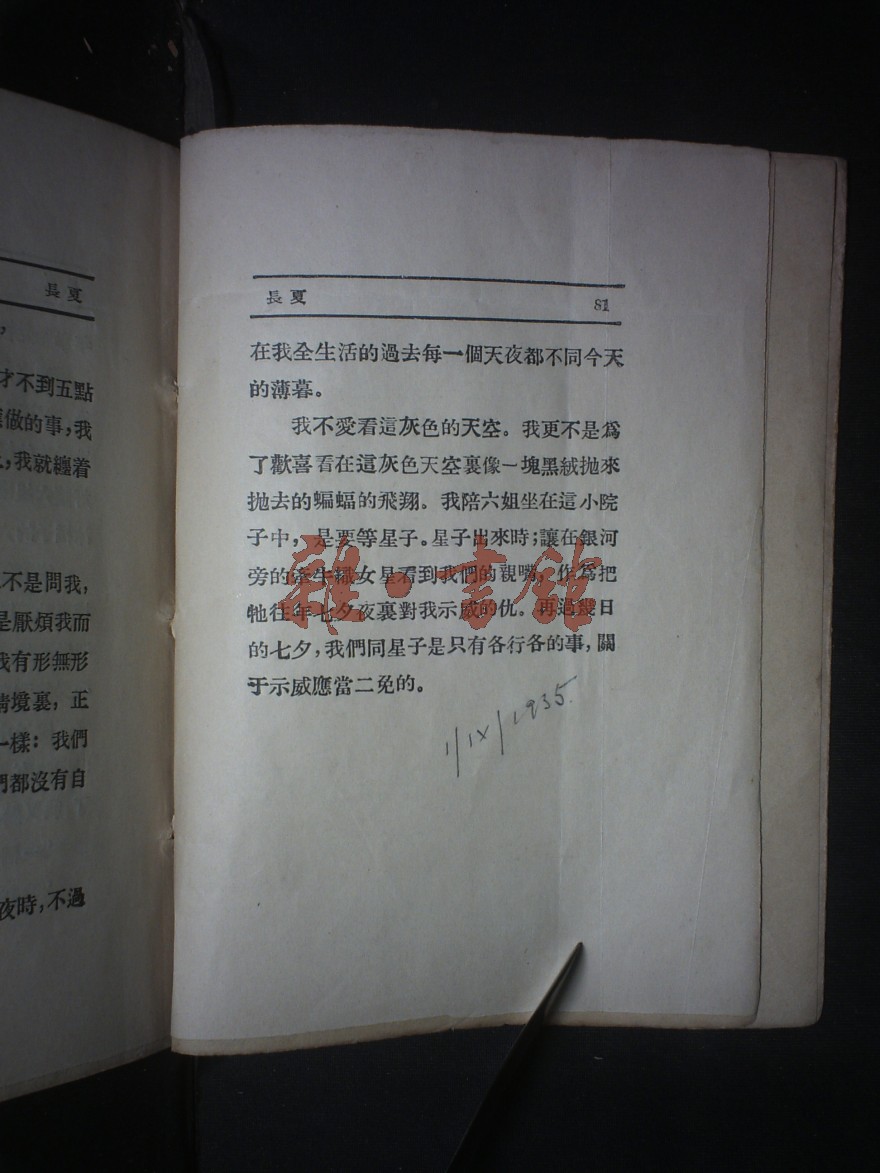 長夏
才不到五點
做的事，我
，我就纏着
不是問我，
是厭煩我而
我有形無形
情境裏，正
一樣：我們
們都沒有自
夜時，不過
長夏 81
在我全生活的過去每一個天夜都不同今天
的薄暮。
我不愛看這灰色的天空。我更不是爲
了歡喜看在這灰色天空裏像一塊黑絨拋來
拋去的蝙蝠的飛翔。我陪六姐坐在這小院
子中，是要等星子。星子出來時；讓在銀河
旁的牽牛織女星看到我們的親嘴，作爲把
牠往年七夕夜裏對我示威的仇。再過幾日
的七夕，我們同星子是只有各行各的事，關
于示威應當二免的。
1/IX/1935.
雜·書館